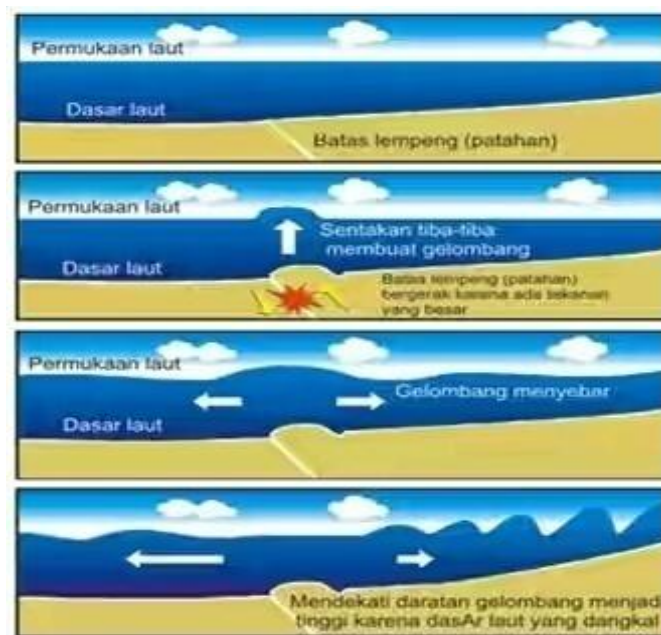 Permukaan laut
Dasar laut
Batas lempeng (patahan)
Permukaan laut
Sentakan tiba-tiba
membuat gelombang
Dasar laut
Batas lempeng (patahan)
bergerak karena ada tekanan
yang besar
Permukaan laut
Gelombang menyebar
Dasar laut
Mendekati daratan gelombang menjad
tinggi karena dasAr laut yang dangkal